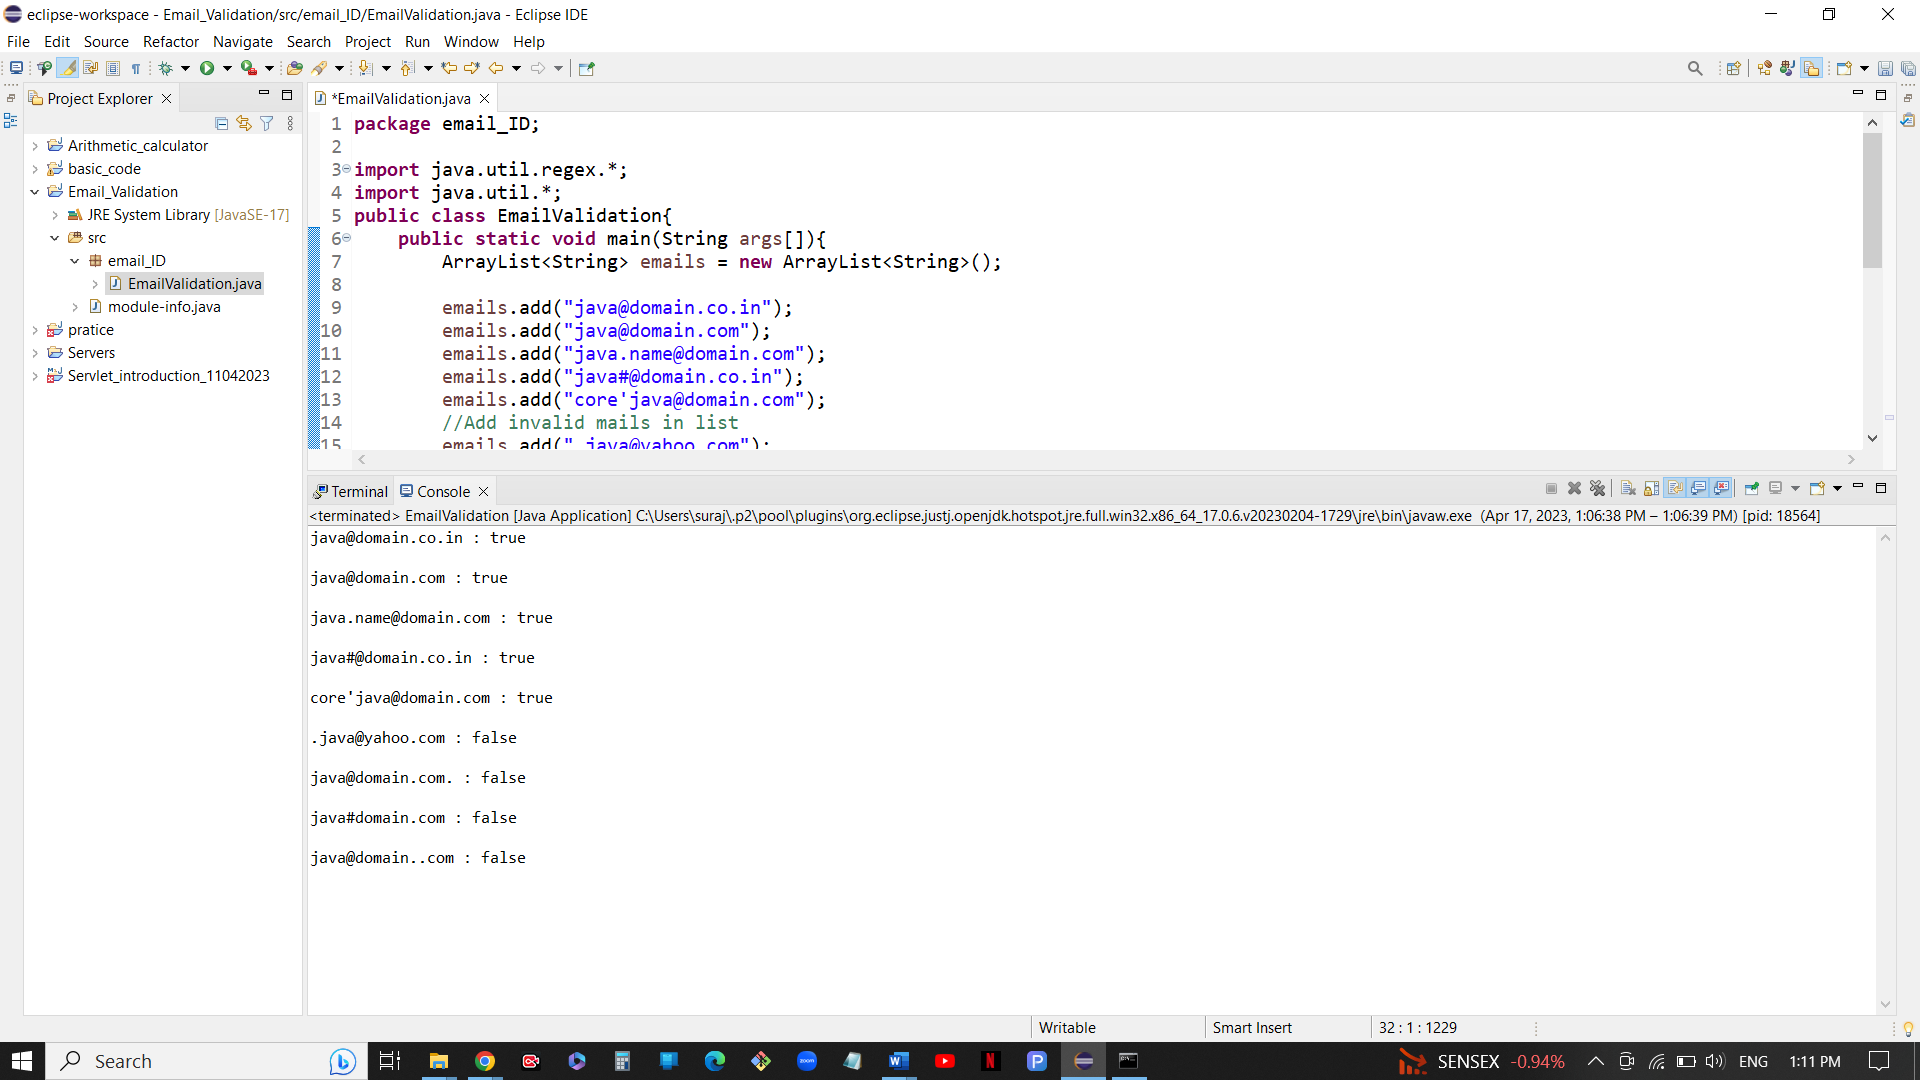 eclipse-workspace - Email_Validation/src/email_ID/EmailValidation.java - Eclipse IDE
File Edit Source Refactor Navigate Search Project Run Window Help
Project Explorer
Arithmetic_calculator
basic_code
Email_Validation
JRE System Library [JavaSE-17]
src
email_ID
EmailValidation.java
module-info.java
pratice
Servers
Servlet_introduction_11042023
*EmailValidation.java
1 package email_ID;
2
3 import java.util.regex.*;
4 import java.util.*;
5 public class EmailValidation{
6 public static void main(String args[]){
7 ArrayList<String> emails = new ArrayList<String>();
8
9 emails.add("java@domain.co.in");
10 emails.add("java@domain.com");
11 emails.add("java.name@domain.com");
12 emails.add("java#@domain.co.in");
13 emails.add("core'java@domain.com");
14 //Add invalid mails in list
15 emails.add(".java@yahoo.com");
Terminal Console
<terminated> EmailValidation [Java Application] C:\Users\suraj\.p2\pool\plugins\org.eclipse.justj.openjdk.hotspot.jre.full.win32.x86_64_17.0.6.v20230204-1729\jre\bin\javaw.exe (Apr 17, 2023, 1:06:38 PM – 1:06:39 PM) [pid: 18564]
java@domain.co.in : true
java@domain.com : true
java.name@domain.com : true
java#@domain.co.in : true
core'java@domain.com : true
.java@yahoo.com : false
java@domain.com. : false
java#domain.com : false
java@domain..com : false
Writable Smart Insert 32 : 1 : 1229
Search zoom SENSEX -0.94% ENG 1:11 PM